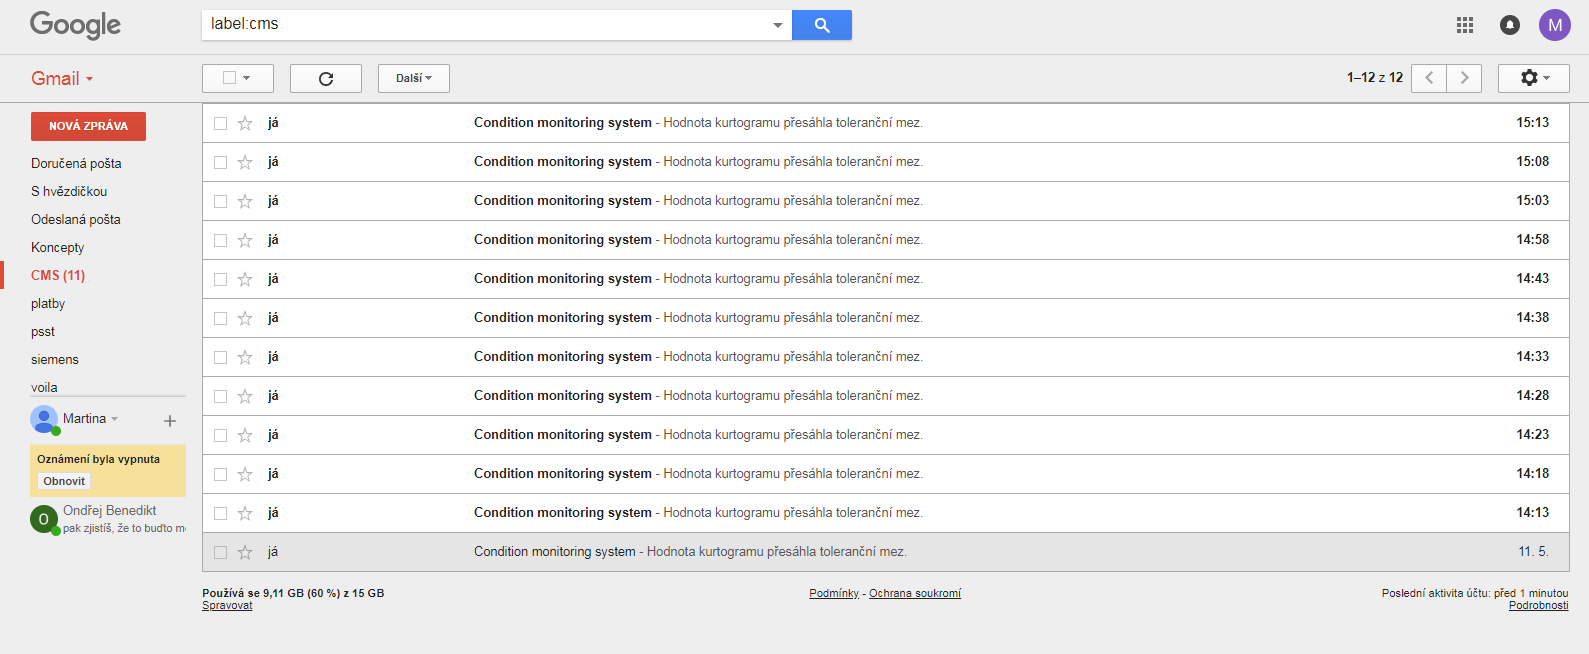 Google
label:cms
M
Gmail
Další
1–12 z 12
NOVÁ ZPRÁVA
Doručená pošta
S hvězdičkou
Odeslaná pošta
Koncepty
CMS (11)
platby
psst
siemens
voila
Martina
Oznámení byla vypnuta
Obnovit
O
Ondřej Benedikt
pak zjistíš, že to buďto
já Condition monitoring system - Hodnota kurtogramu přesáhla toleranční mez. 15:13
já Condition monitoring system - Hodnota kurtogramu přesáhla toleranční mez. 15:08
já Condition monitoring system - Hodnota kurtogramu přesáhla toleranční mez. 15:03
já Condition monitoring system - Hodnota kurtogramu přesáhla toleranční mez. 14:58
já Condition monitoring system - Hodnota kurtogramu přesáhla toleranční mez. 14:43
já Condition monitoring system - Hodnota kurtogramu přesáhla toleranční mez. 14:38
já Condition monitoring system - Hodnota kurtogramu přesáhla toleranční mez. 14:33
já Condition monitoring system - Hodnota kurtogramu přesáhla toleranční mez. 14:28
já Condition monitoring system - Hodnota kurtogramu přesáhla toleranční mez. 14:23
já Condition monitoring system - Hodnota kurtogramu přesáhla toleranční mez. 14:18
já Condition monitoring system - Hodnota kurtogramu přesáhla toleranční mez. 14:13
já Condition monitoring system - Hodnota kurtogramu přesáhla toleranční mez. 11. 5.
Používá se 9,11 GB (60 %) z 15 GB
Spravovat
Podmínky - Ochrana soukromí
Poslední aktivita účtu: před 1 minutou
Podrobnosti